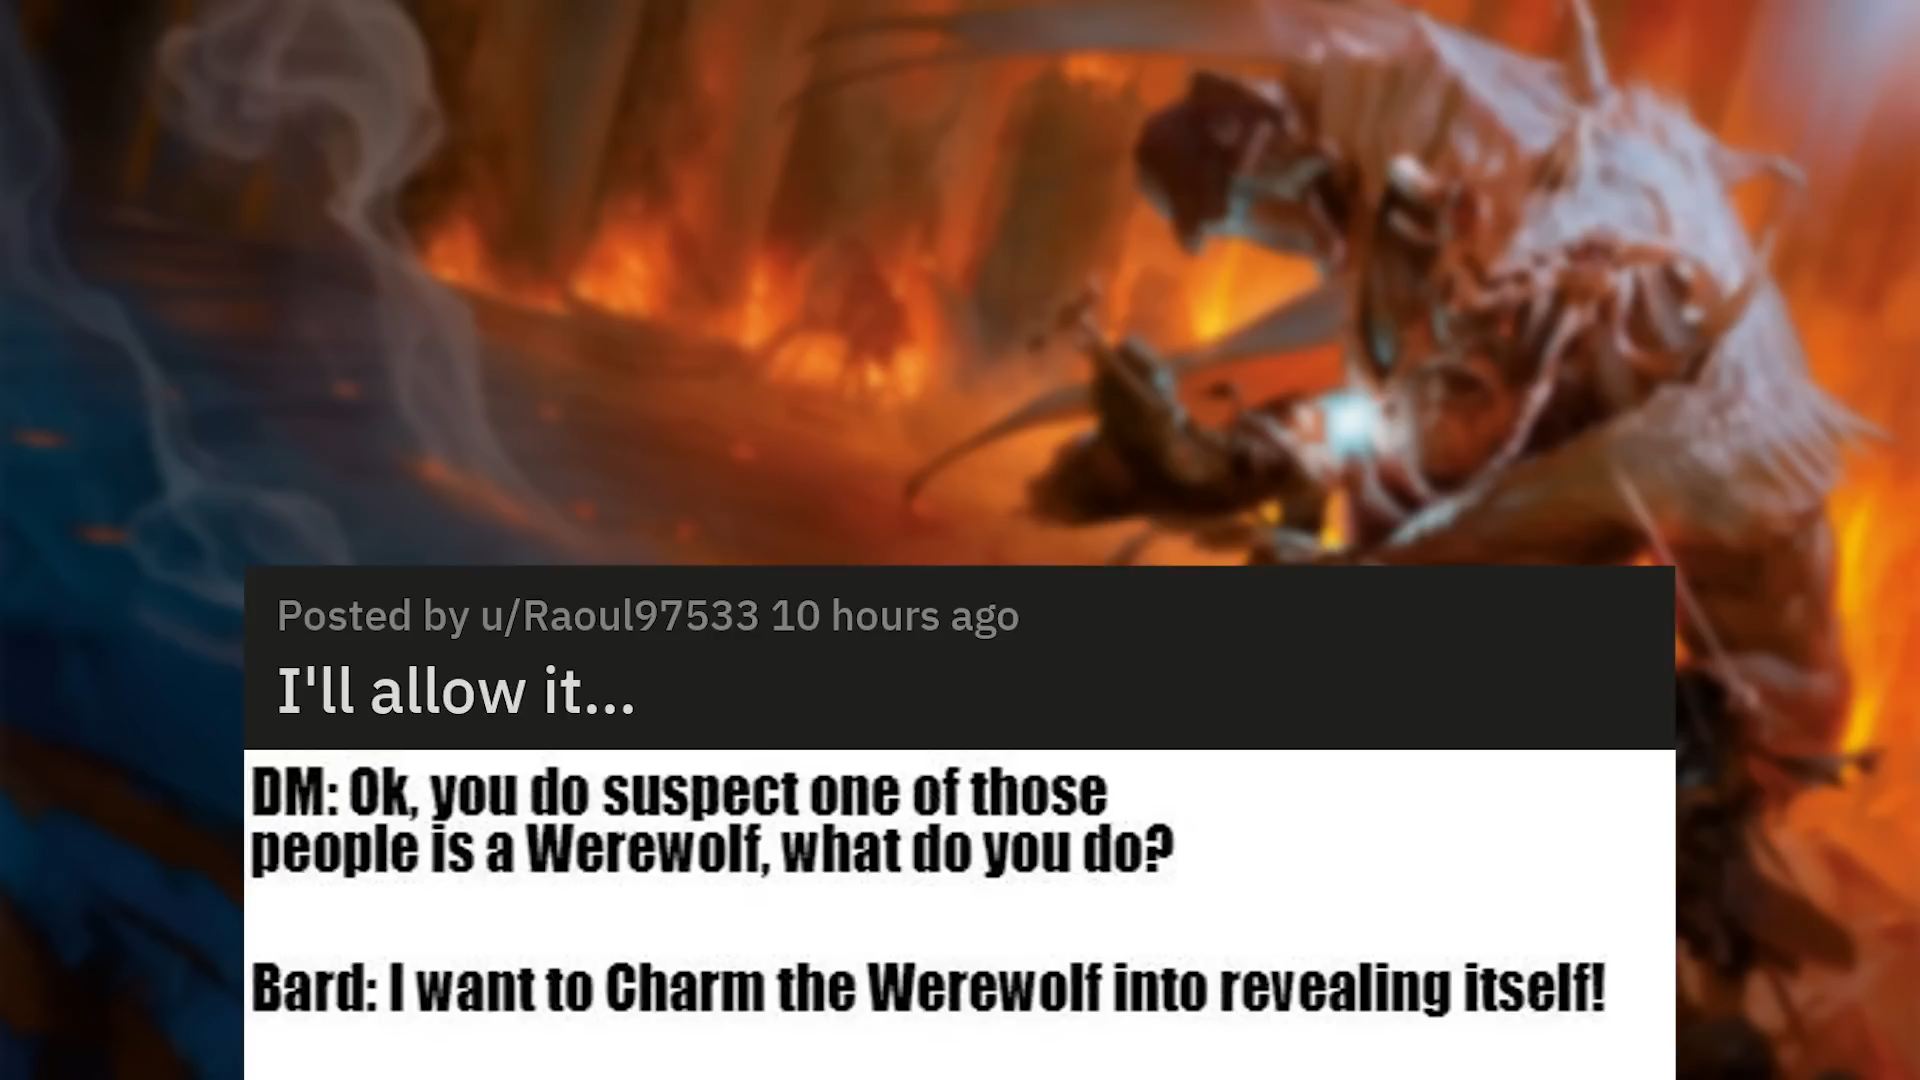 Posted by u/Raoul97533 10 hours ago
I'll allow it...
DM: Ok, you do suspect one of those
people is a Werewolf, what do you do?
Bard: I want to Charm the Werewolf into revealing itself!